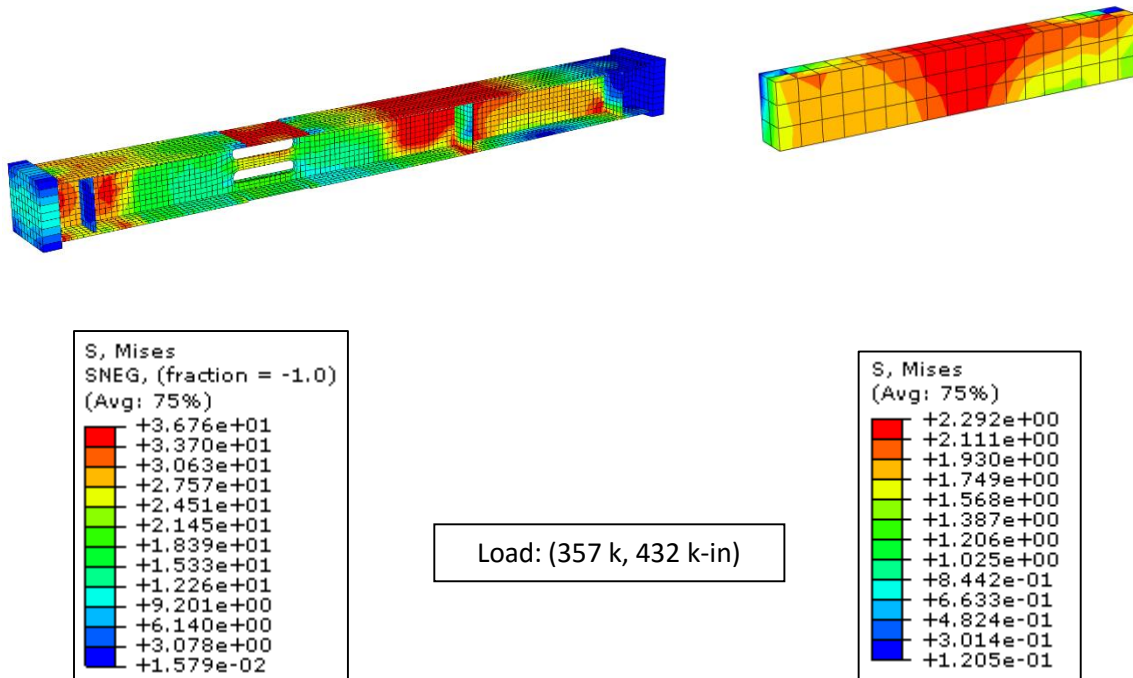 S, Mises
SNEG, (fraction = -1.0)
(Avg: 75%)
+3.676e+01
+3.370e+01
+3.063e+01
+2.757e+01
+2.451e+01
+2.145e+01
+1.839e+01
+1.533e+01
+1.226e+01
+9.201e+00
+6.140e+00
+3.078e+00
+1.579e-02
Load: (357 k, 432 k-in)
S, Mises
(Avg: 75%)
+2.292e+00
+2.111e+00
+1.930e+00
+1.749e+00
+1.568e+00
+1.387e+00
+1.206e+00
+1.025e+00
+8.442e-01
+6.633e-01
+4.824e-01
+3.014e-01
+1.205e-01